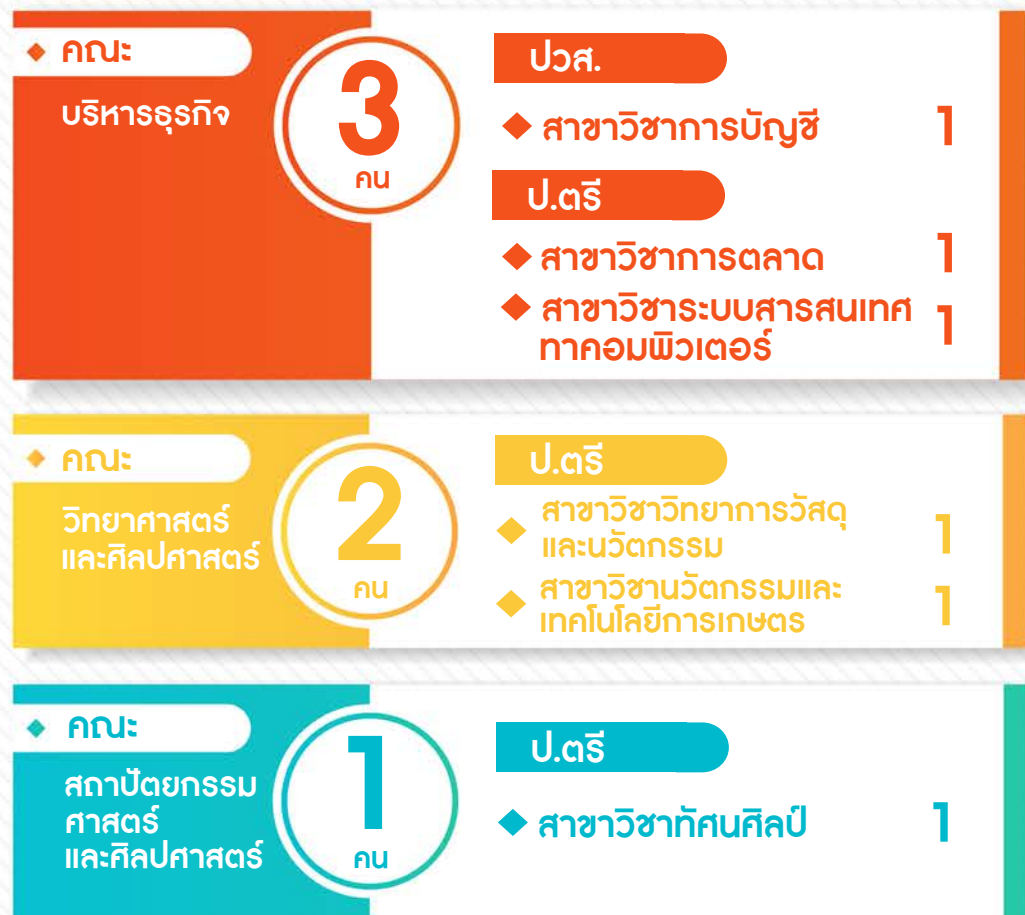 คณะ
บริหารธุรกิจ
3
คน
ปวส.
สาขาวิชาการบัญชี 1
ป.ตรี
สาขาวิชาการตลาด 1
สาขาวิชาระบบสารสนเทศ
ทาคอมพิวเตอร์ 1
คณะ
วิทยาศาสตร์
และศิลปศาสตร์
2
คน
ป.ตรี
สาขาวิชาวิทยาการวัสดุ
และนวัตกรรม 1
สาขาวิชานวัตกรรมและ
เทคโนโลยีการเกษตร 1
คณะ
สถาปัตยกรรม
ศาสตร์
และศิลปศาสตร์
1
คน
ป.ตรี
สาขาวิชาทัศนศิลป์ 1